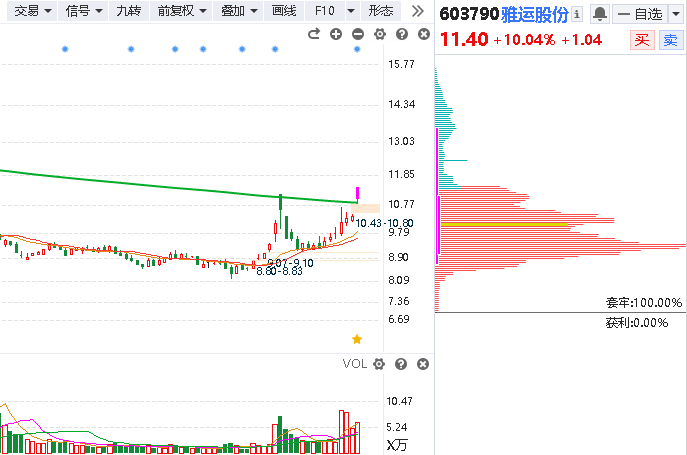 交易 信号 九转 前复权 叠加 画线 F10 形态
603790 雅运股份 自选
11.40 +10.04% +1.04 买 卖
15.77
14.34
13.03
11.85
10.77
10.43-10.80
9.79
9.07-9.10
8.90
8.80-8.83
8.09
7.36
6.69
套牢:100.00%
获利:0.00%
VOL
10.47
5.24
X万